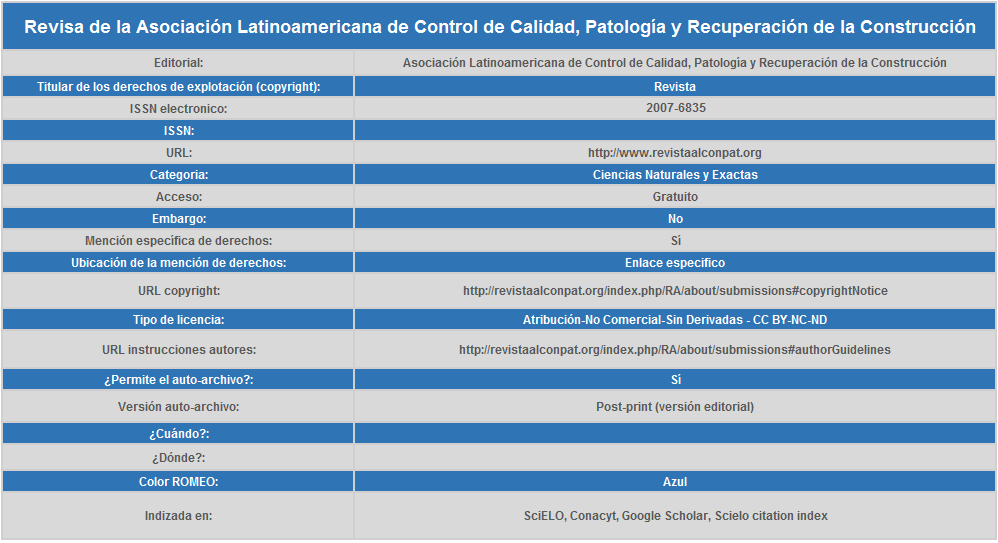 Revisa de la Asociación Latinoamericana de Control de Calidad, Patología y Recuperación de la Construcción
Editorial: Asociación Latinoamericana de Control de Calidad, Patología y Recuperación de la Construcción
Titular de los derechos de explotación (copyright): Revista
ISSN electronico: 2007-6835
ISSN:
URL: http://www.revistaalconpat.org
Categoría: Ciencias Naturales y Exactas
Acceso: Gratuito
Embargo: No
Mención específica de derechos: Sí
Ubicación de la mención de derechos: Enlace específico
URL copyright: http://revistaalconpat.org/index.php/RA/about/submissions#copyrightNotice
Tipo de licencia: Atribución-No Comercial-Sin Derivadas - CC BY-NC-ND
URL instrucciones autores: http://revistaalconpat.org/index.php/RA/about/submissions#authorGuidelines
¿Permite el auto-archivo?: Sí
Versión auto-archivo: Post-print (versión editorial)
¿Cuándo?:
¿Dónde?:
Color ROMEO: Azul
Indizada en: SciELO, Conacyt, Google Scholar, Scielo citation index